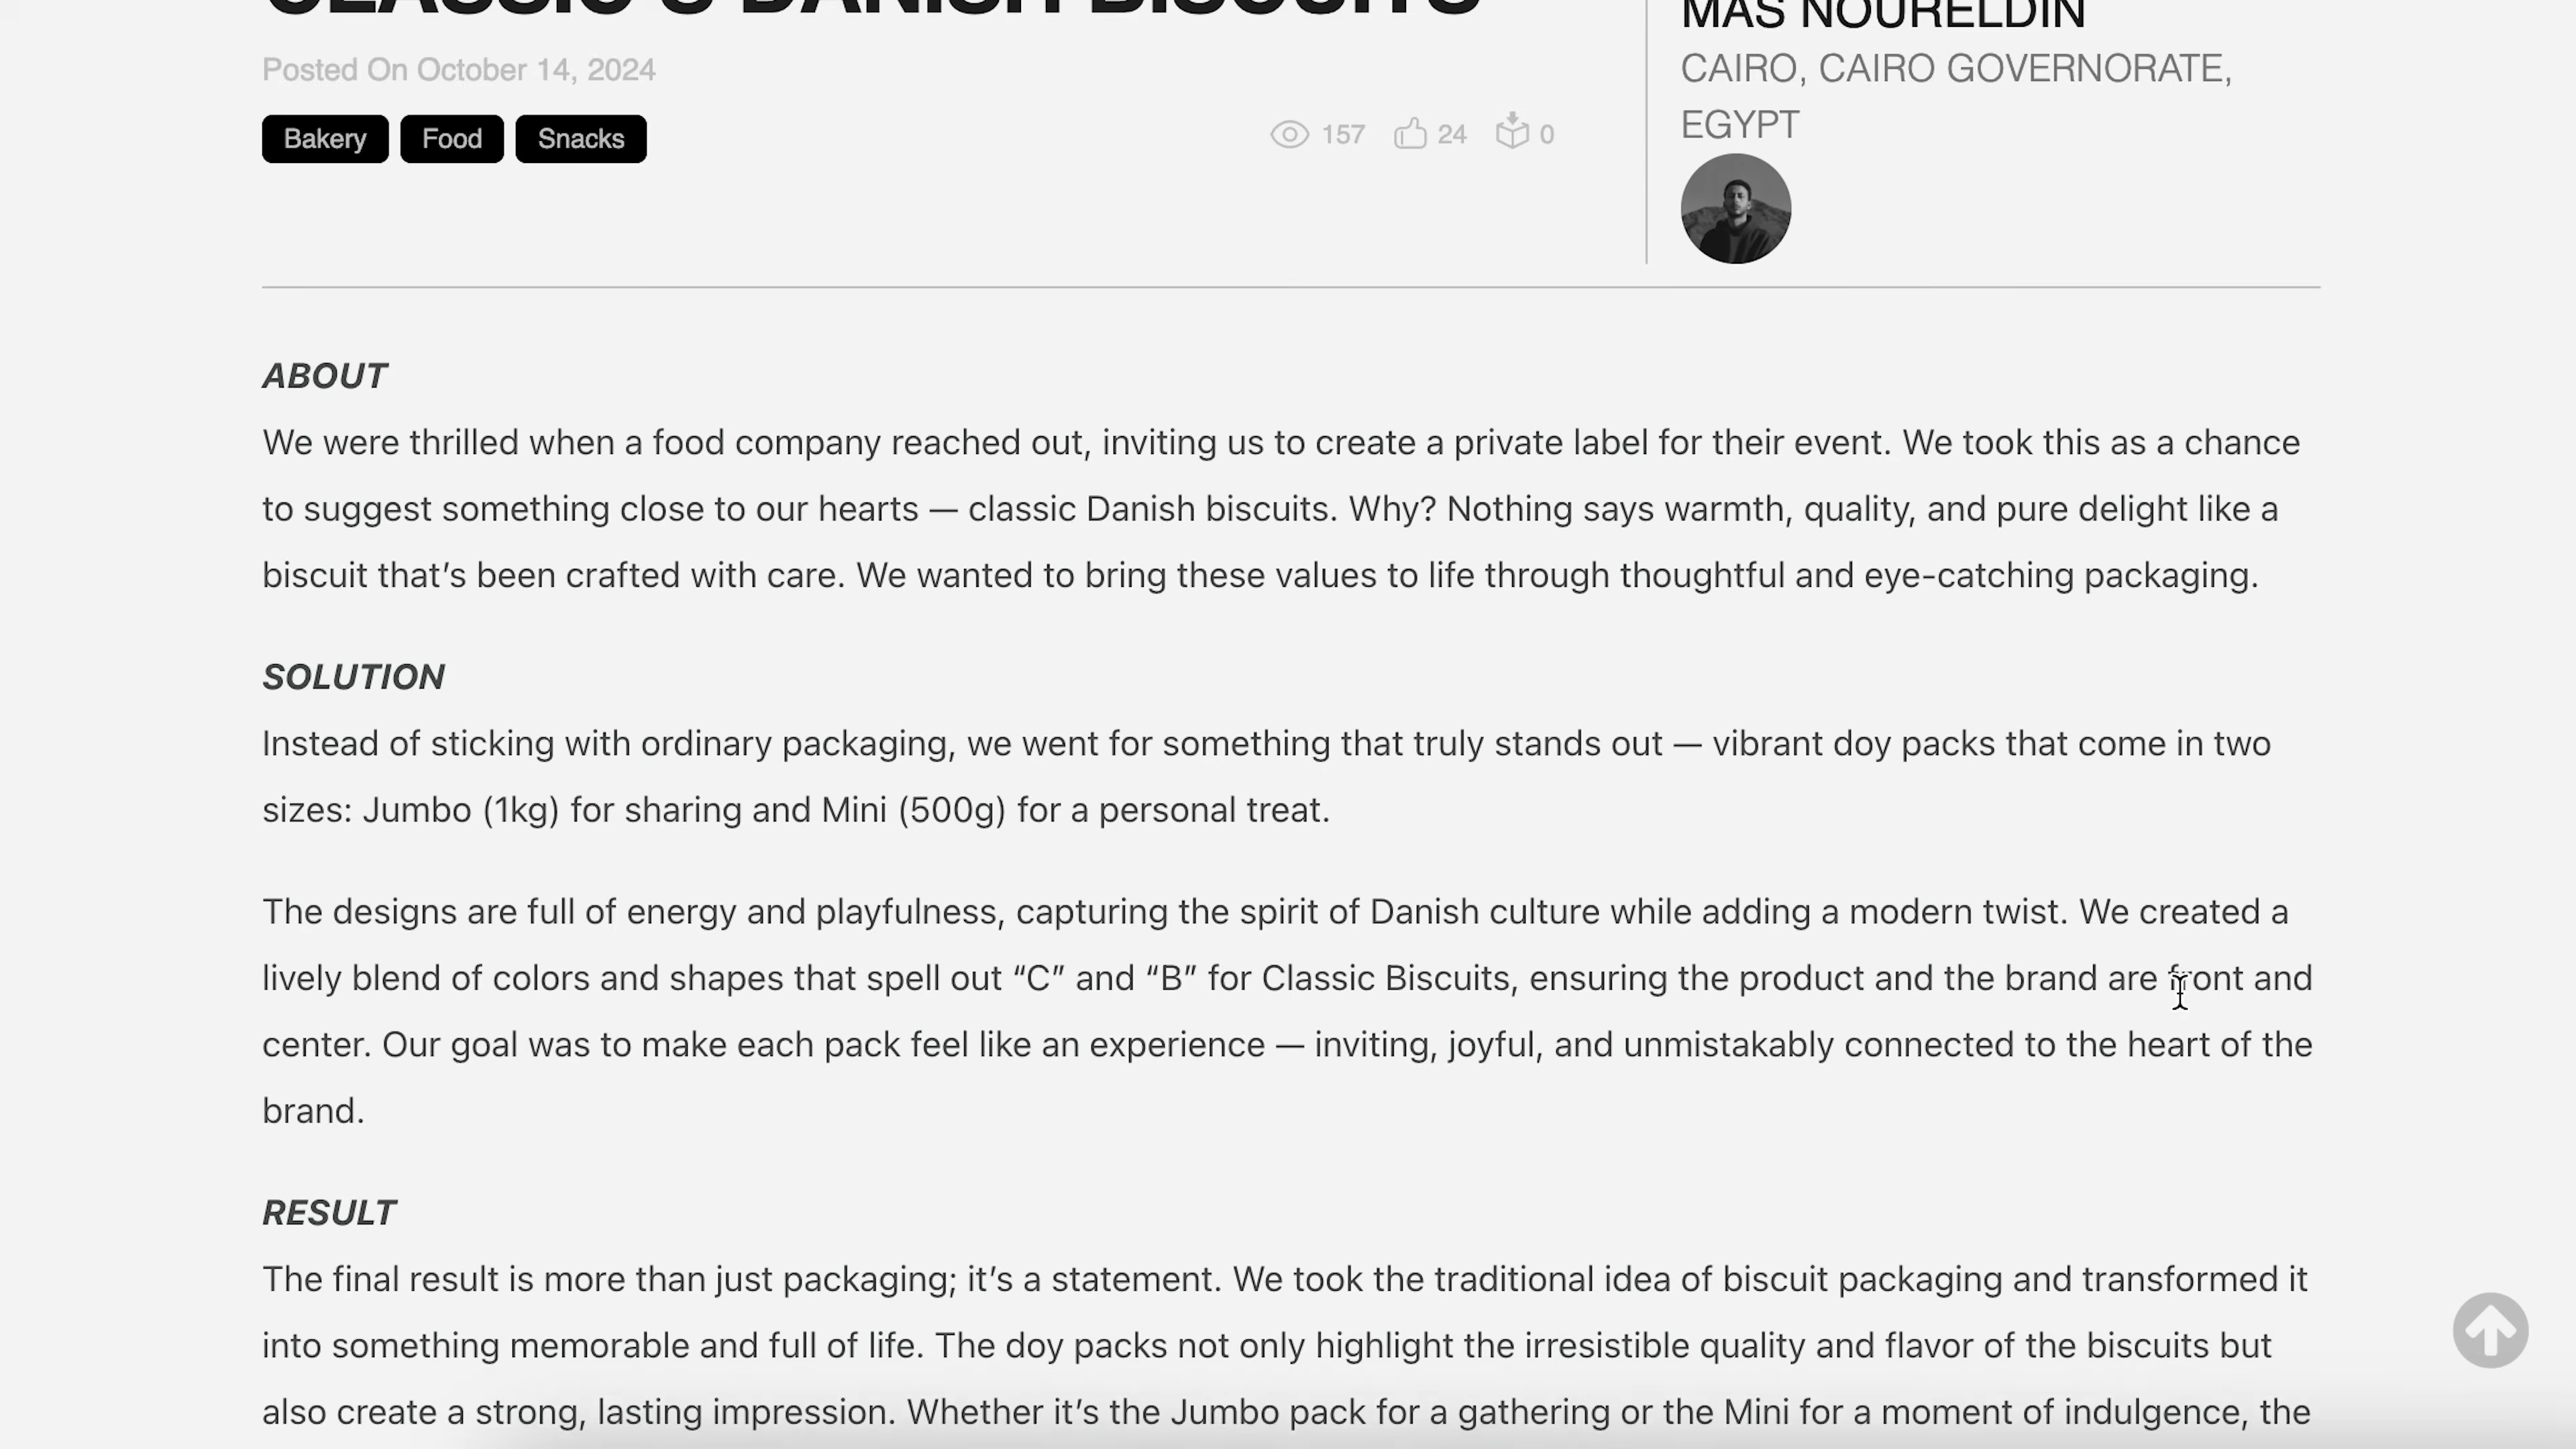 CLASSIC'S DANISH BISCUITS
MAS NOURELDIN
Posted On October 14, 2024
CAIRO, CAIRO GOVERNORATE,
EGYPT
Bakery Food Snacks
157 24 0
ABOUT
We were thrilled when a food company reached out, inviting us to create a private label for their event. We took this as a chance
to suggest something close to our hearts — classic Danish biscuits. Why? Nothing says warmth, quality, and pure delight like a
biscuit that’s been crafted with care. We wanted to bring these values to life through thoughtful and eye-catching packaging.
SOLUTION
Instead of sticking with ordinary packaging, we went for something that truly stands out — vibrant doy packs that come in two
sizes: Jumbo (1kg) for sharing and Mini (500g) for a personal treat.
The designs are full of energy and playfulness, capturing the spirit of Danish culture while adding a modern twist. We created a
lively blend of colors and shapes that spell out “C” and “B” for Classic Biscuits, ensuring the product and the brand are front and
center. Our goal was to make each pack feel like an experience — inviting, joyful, and unmistakably connected to the heart of the
brand.
RESULT
The final result is more than just packaging; it’s a statement. We took the traditional idea of biscuit packaging and transformed it
into something memorable and full of life. The doy packs not only highlight the irresistible quality and flavor of the biscuits but
also create a strong, lasting impression. Whether it’s the Jumbo pack for a gathering or the Mini for a moment of indulgence, the